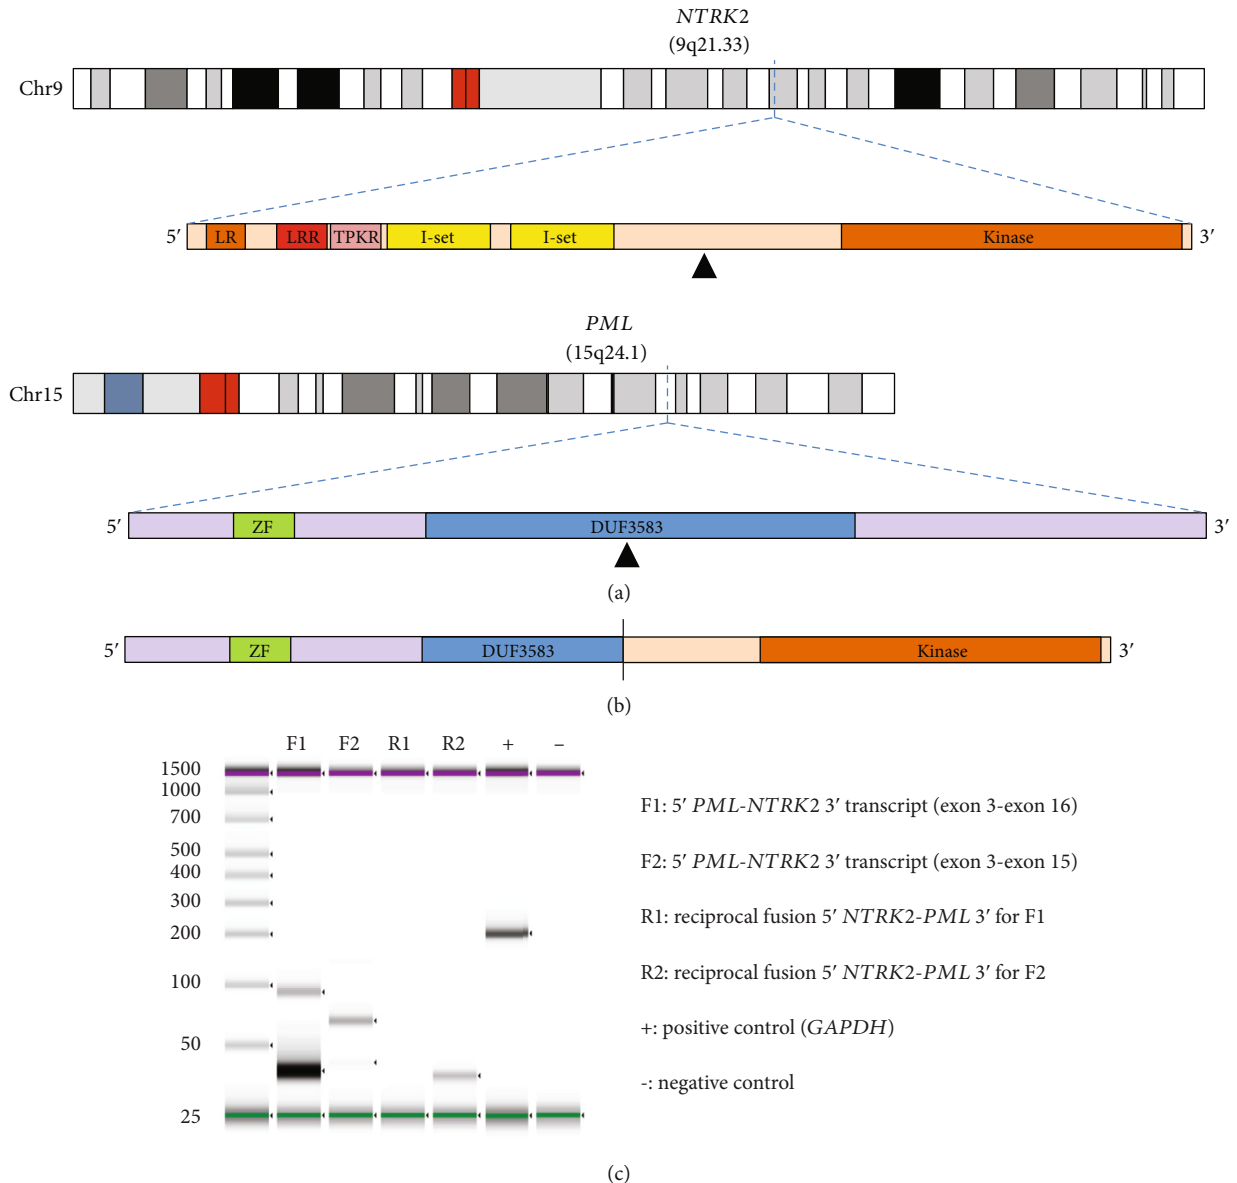 NTRK2
(9q21.33)
Chr9
5′ LR LRR TPKR I-set I-set Kinase 3′
PML
(15q24.1)
Chr15
5′ ZF DUF3583 3′
(a)
5′ ZF DUF3583 Kinase 3′
(b)
F1 F2 R1 R2 + –
1500
1000
700
500
400
300
200
100
50
25
F1: 5′ PML-NTRK2 3′ transcript (exon 3-exon 16)
F2: 5′ PML-NTRK2 3′ transcript (exon 3-exon 15)
R1: reciprocal fusion 5′ NTRK2-PML 3′ for F1
R2: reciprocal fusion 5′ NTRK2-PML 3′ for F2
+: positive control (GAPDH)
-: negative control
(c)